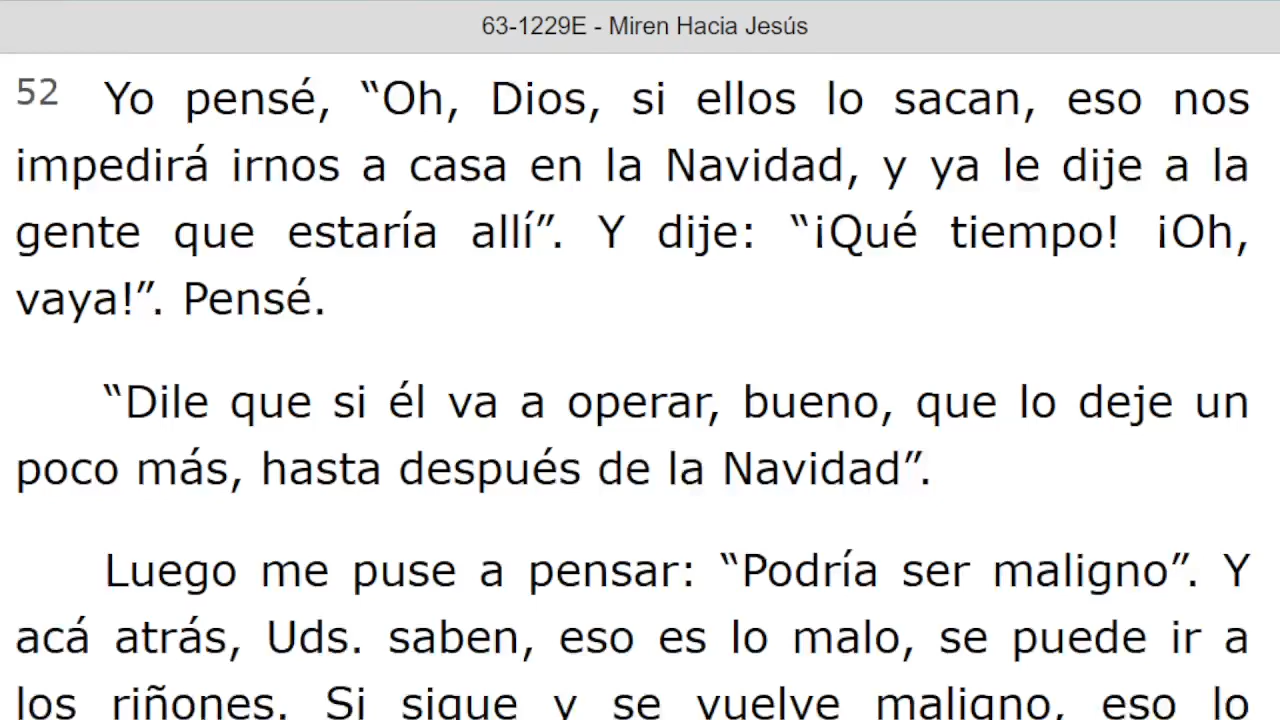 63-1229E - Miren Hacia Jesús
52 Yo pensé, “Oh, Dios, si ellos lo sacan, eso nos
impedirá irnos a casa en la Navidad, y ya le dije a la
gente que estaría allí”. Y dije: “¡Qué tiempo! ¡Oh,
vaya!”. Pensé.
“Dile que si él va a operar, bueno, que lo deje un
poco más, hasta después de la Navidad”.
Luego me puse a pensar: “Podría ser maligno”. Y
acá atrás, Uds. saben, eso es lo malo, se puede ir a
los riñones. Si sigue y se vuelve maligno, eso lo